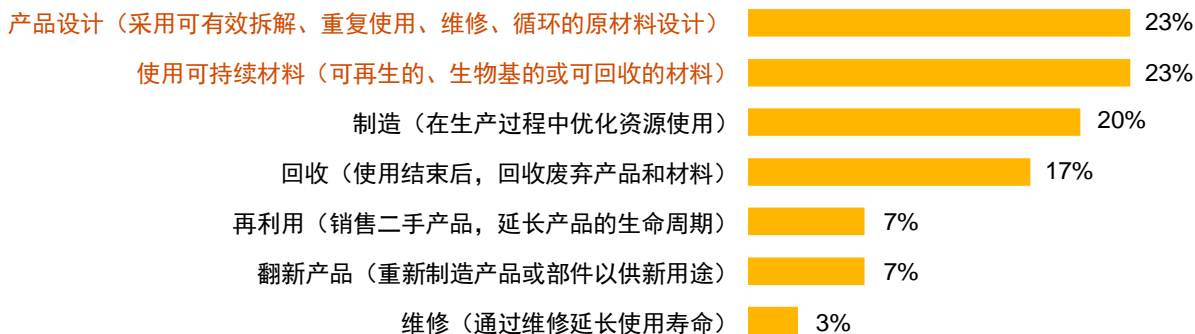 产品设计（采用可有效拆解、重复使用、维修、循环的原材料设计） 23%
使用可持续材料（可再生的、生物基的或可回收的材料） 23%
制造（在生产过程中优化资源使用） 20%
回收（使用结束后，回收废弃产品和材料） 17%
再利用（销售二手产品，延长产品的生命周期） 7%
翻新产品（重新制造产品或部件以供新用途） 7%
维修（通过维修延长使用寿命） 3%